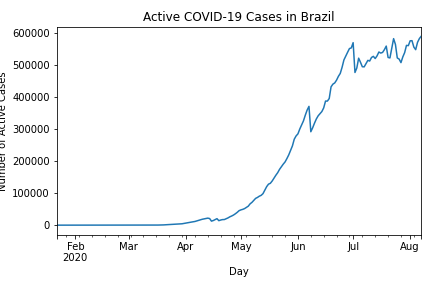 Active COVID-19 Cases in Brazil
600000
500000
400000
300000
200000
100000
0
Number of Active Cases
Feb
2020
Mar
Apr
May
Jun
Jul
Aug
Day